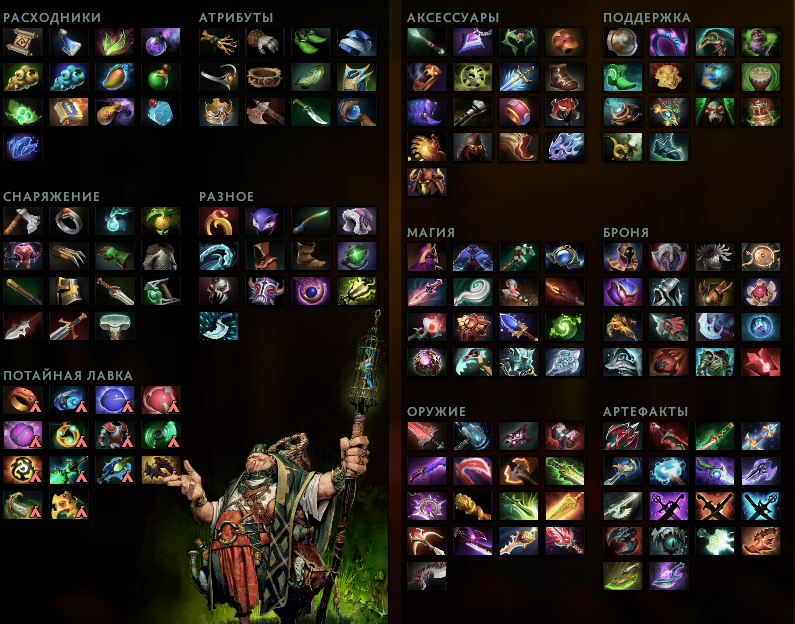 РАСХОДНИКИ
АТРИБУТЫ
СНАРЯЖЕНИЕ
РАЗНОЕ
ПОТАЙНАЯ ЛАВКА
АКСЕССУАРЫ
ПОДДЕРЖКА
МАГИЯ
БРОНЯ
ОРУЖИЕ
АРТЕФАКТЫ